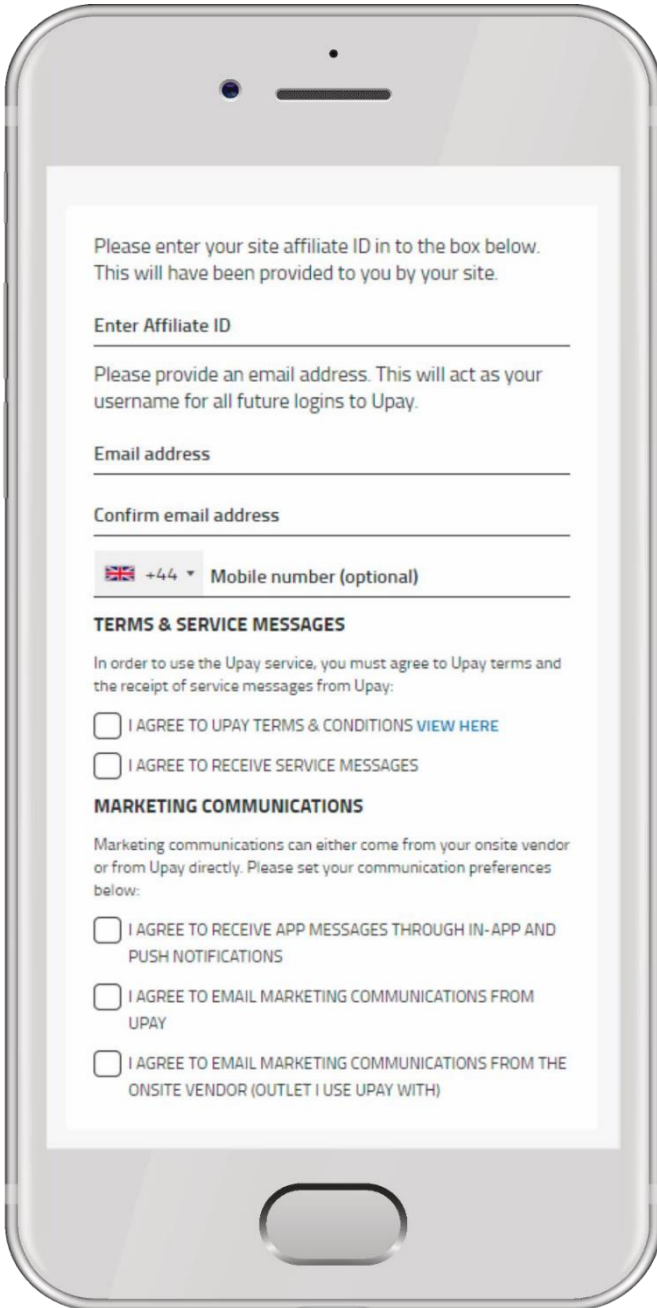 Please enter your site affiliate ID in to the box below.
This will have been provided to you by your site.
Enter Affiliate ID
Please provide an email address. This will act as your
username for all future logins to Upay.
Email address
Confirm email address
+44 Mobile number (optional)
TERMS & SERVICE MESSAGES
In order to use the Upay service, you must agree to Upay terms and
the receipt of service messages from Upay:
I AGREE TO UPAY TERMS & CONDITIONS VIEW HERE
I AGREE TO RECEIVE SERVICE MESSAGES
MARKETING COMMUNICATIONS
Marketing communications can either come from your onsite vendor
or from Upay directly. Please set your communication preferences
below:
I AGREE TO RECEIVE APP MESSAGES THROUGH IN-APP AND
PUSH NOTIFICATIONS
I AGREE TO EMAIL MARKETING COMMUNICATIONS FROM
UPAY
I AGREE TO EMAIL MARKETING COMMUNICATIONS FROM THE
ONSITE VENDOR (OUTLET I USE UPAY WITH)